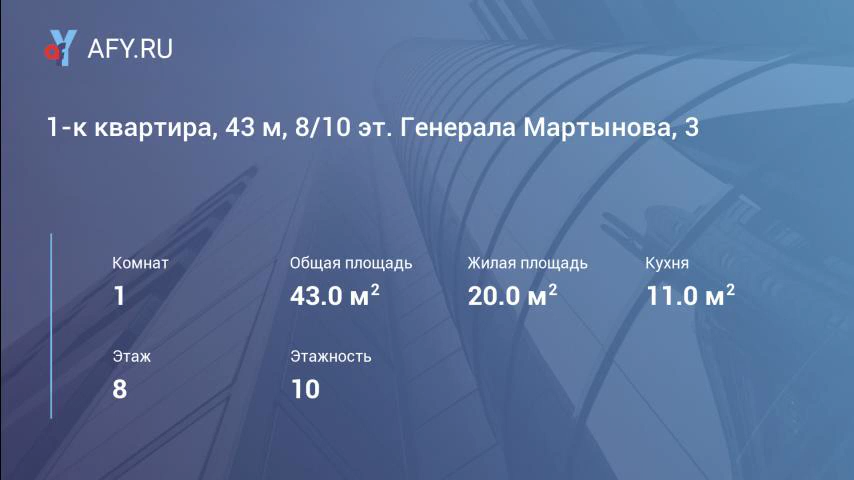 AFY.RU
1-к квартира, 43 м, 8/10 эт. Генерала Мартынова, 3
Комнат Общая площадь Жилая площадь Кухня
1 43.0 м² 20.0 м² 11.0 м²
Этаж Этажность
8 10